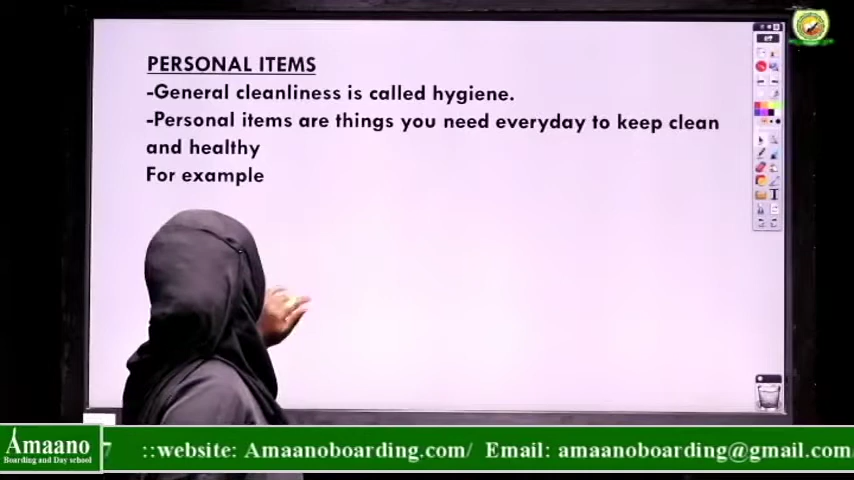 PERSONAL ITEMS
-General cleanliness is called hygiene.
-Personal items are things you need everyday to keep clean
and healthy
For example
Amaano
Boarding and Day school
7 ::website: Amaanoboarding.com/ Email: amaanoboarding@gmail.com/